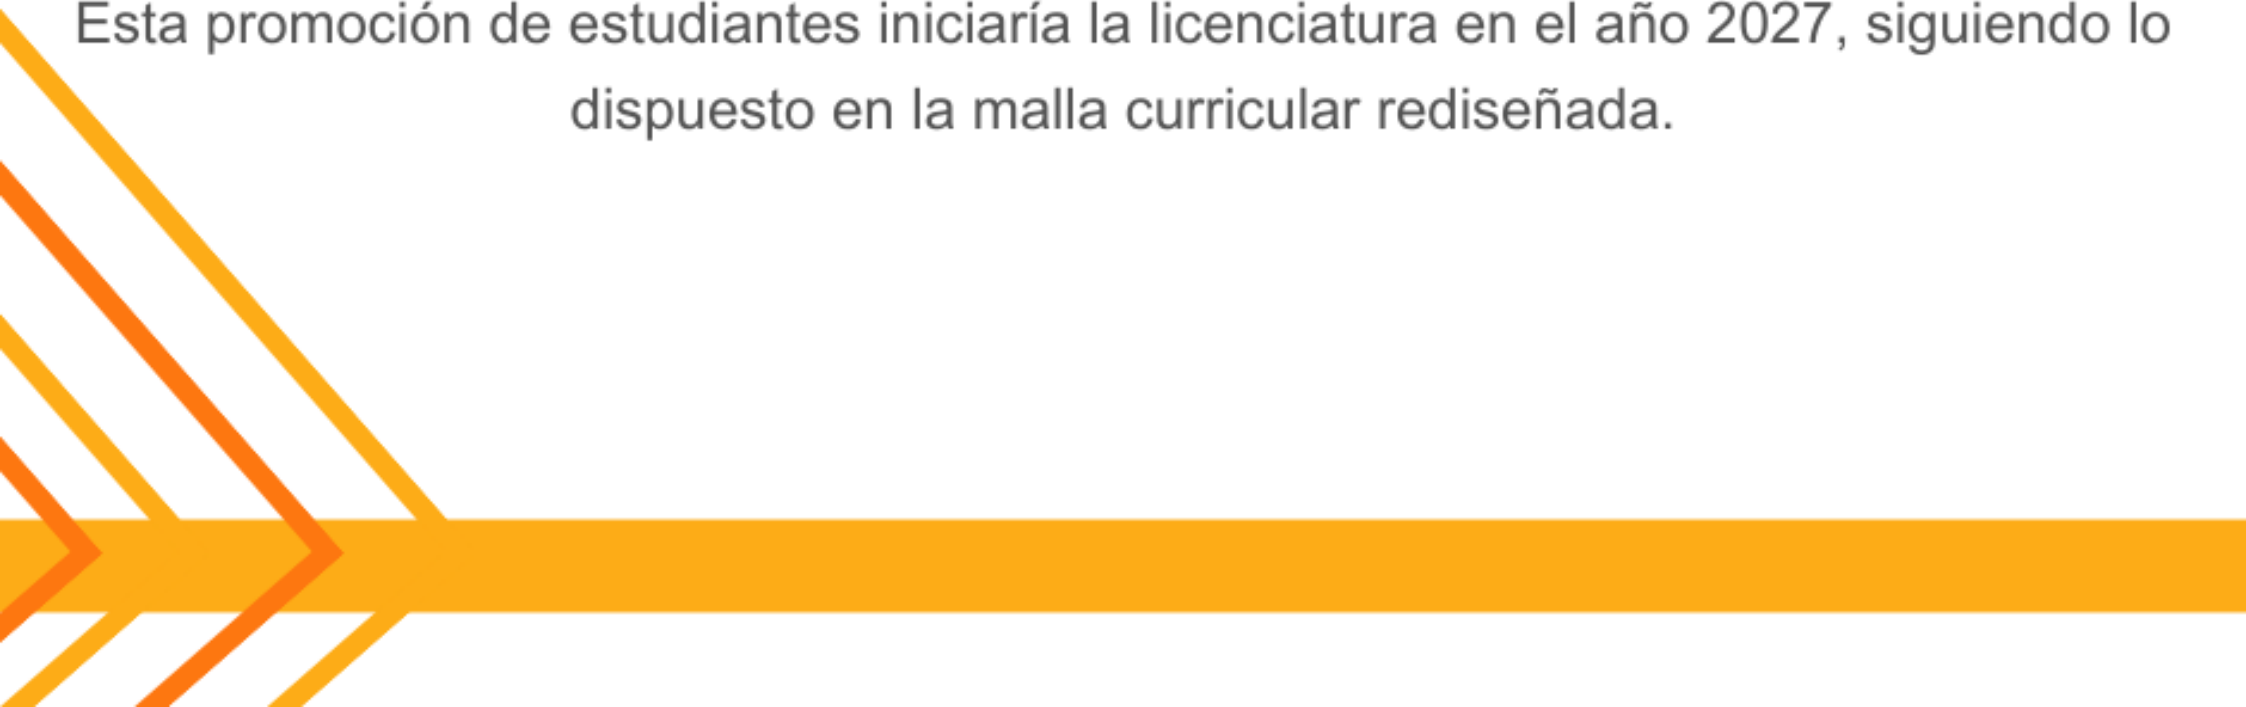 Esta promoción de estudiantes iniciaría la licenciatura en el año 2027, siguiendo lo
dispuesto en la malla curricular rediseñada.